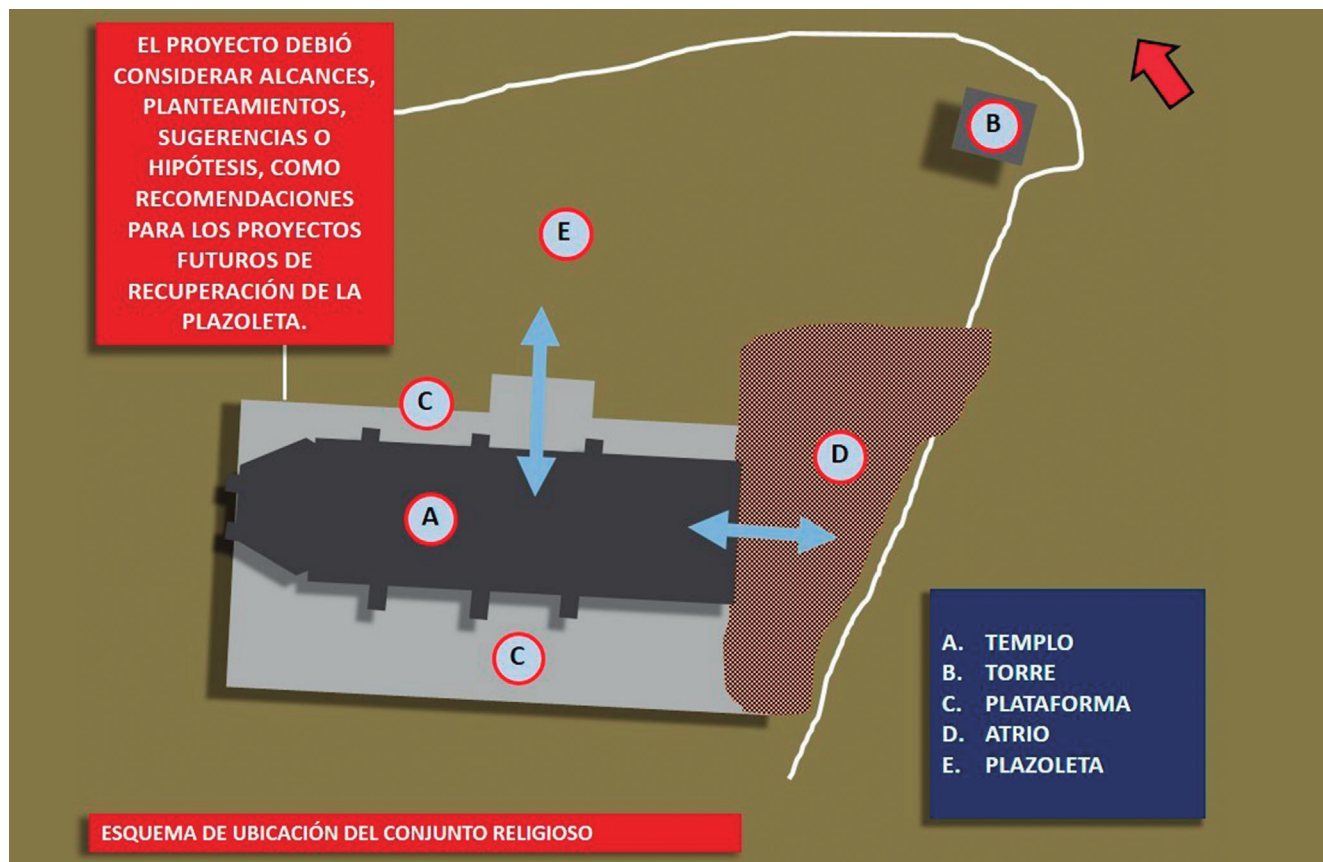 EL PROYECTO DEBIÓ
CONSIDERAR ALCANCES,
PLANTEAMIENTOS,
SUGERENCIAS O
HIPÓTESIS, COMO
RECOMENDACIONES
PARA LOS PROYECTOS
FUTUROS DE
RECUPERACIÓN DE LA
PLAZOLETA.
B
E
C
D
A
C
A. TEMPLO
B. TORRE
C. PLATAFORMA
D. ATRIO
E. PLAZOLETA
ESQUEMA DE UBICACIÓN DEL CONJUNTO RELIGIOSO